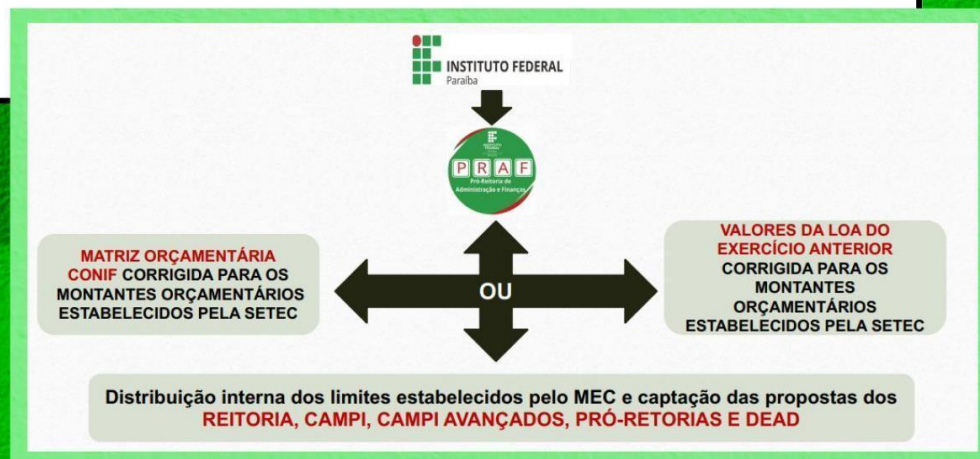 INSTITUTO FEDERAL
Paraíba
INSTITUTO
FEDERAL
PRAF
Pró-Reitoria de
Administração e Finanças
MATRIZ ORÇAMENTÁRIA
CONIF CORRIGIDA PARA OS
MONTANTES ORÇAMENTÁRIOS
ESTABELECIDOS PELA SETEC
OU
VALORES DA LOA DO
EXERCÍCIO ANTERIOR
CORRIGIDA PARA OS
MONTANTES
ORÇAMENTÁRIOS
ESTABELECIDOS PELA SETEC
Distribuição interna dos limites estabelecidos pelo MEC e captação das propostas dos
REITORIA, CAMPI, CAMPI AVANÇADOS, PRÓ-RETORIAS E DEAD